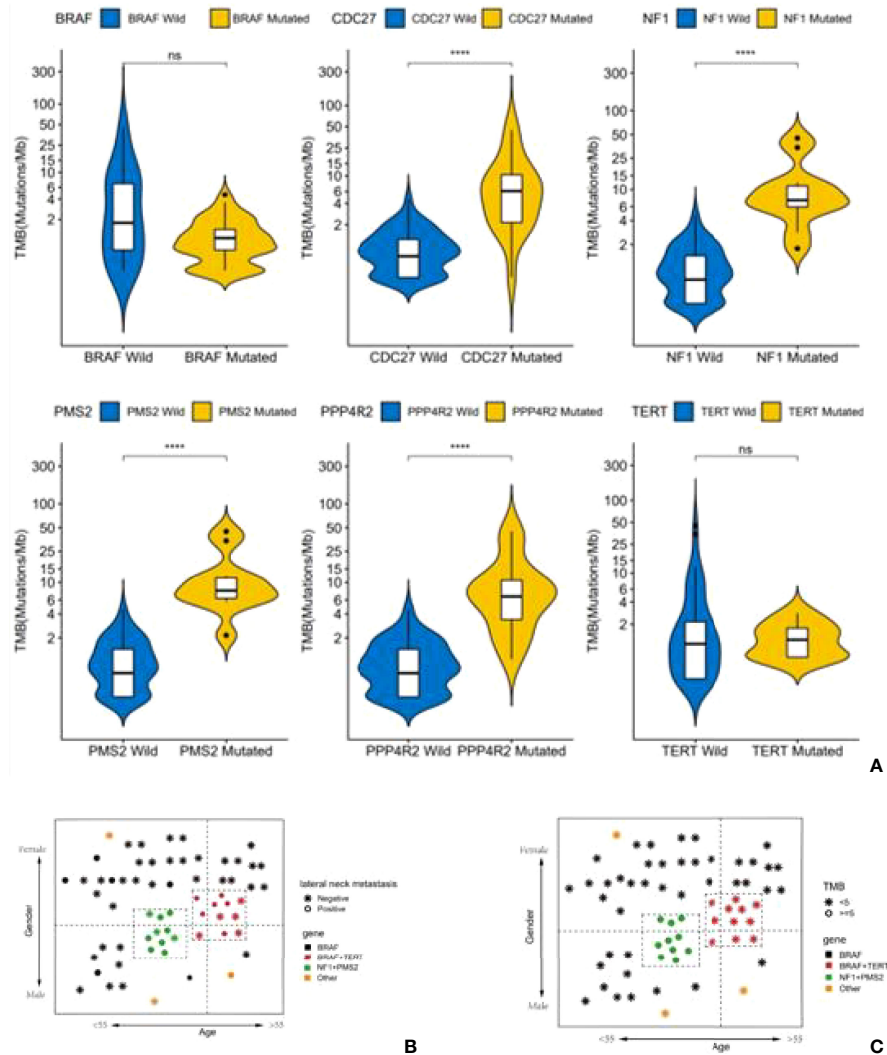 BRAF BRAF Wild BRAF Mutated CDC27 CDC27 Wild CDC27 Mutated NF1 NF1 Wild NF1 Mutated
ns
****
****
TMB(Mutations/Mb)
300
100
50
25
15
10
6
4
2
TMB(Mutations/Mb)
300
100
50
25
15
10
6
4
2
TMB(Mutations/Mb)
300
100
50
25
15
10
6
4
2
BRAF Wild BRAF Mutated CDC27 Wild CDC27 Mutated NF1 Wild NF1 Mutated
PMS2 PMS2 Wild PMS2 Mutated PPP4R2 PPP4R2 Wild PPP4R2 Mutated TERT TERT Wild TERT Mutated
****
****
ns
TMB(Mutations/Mb)
300
100
50
25
15
10
6
4
2
TMB(Mutations/Mb)
300
100
50
25
15
10
6
4
2
TMB(Mutations/Mb)
300
100
50
25
15
10
6
4
2
PMS2 Wild PMS2 Mutated PPP4R2 Wild PPP4R2 Mutated TERT Wild TERT Mutated
A
Female
Gender
Male
<55
Age
>55
lateral neck metastasis
Negative
Positive
gene
BRAF
BRAF+TERT
NF1+PMS2
Other
B
Female
Gender
Male
<55
Age
>55
TMB
<5
>=5
gene
BRAF
BRAF+TERT
NF1+PMS2
Other
C